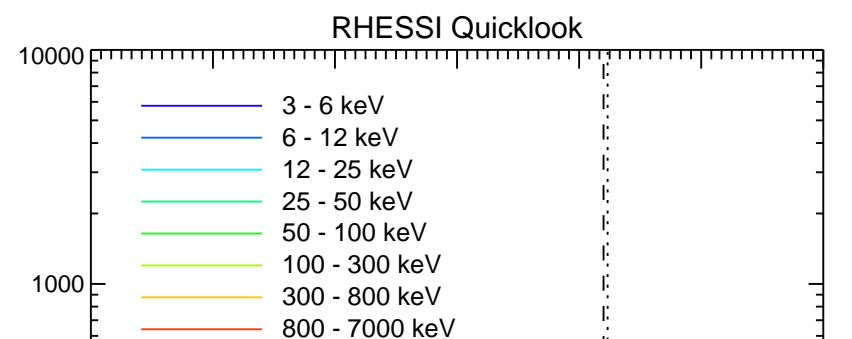 RHESSI Quicklook
10000
3 - 6 keV
6 - 12 keV
12 - 25 keV
25 - 50 keV
50 - 100 keV
100 - 300 keV
1000
300 - 800 keV
800 - 7000 keV